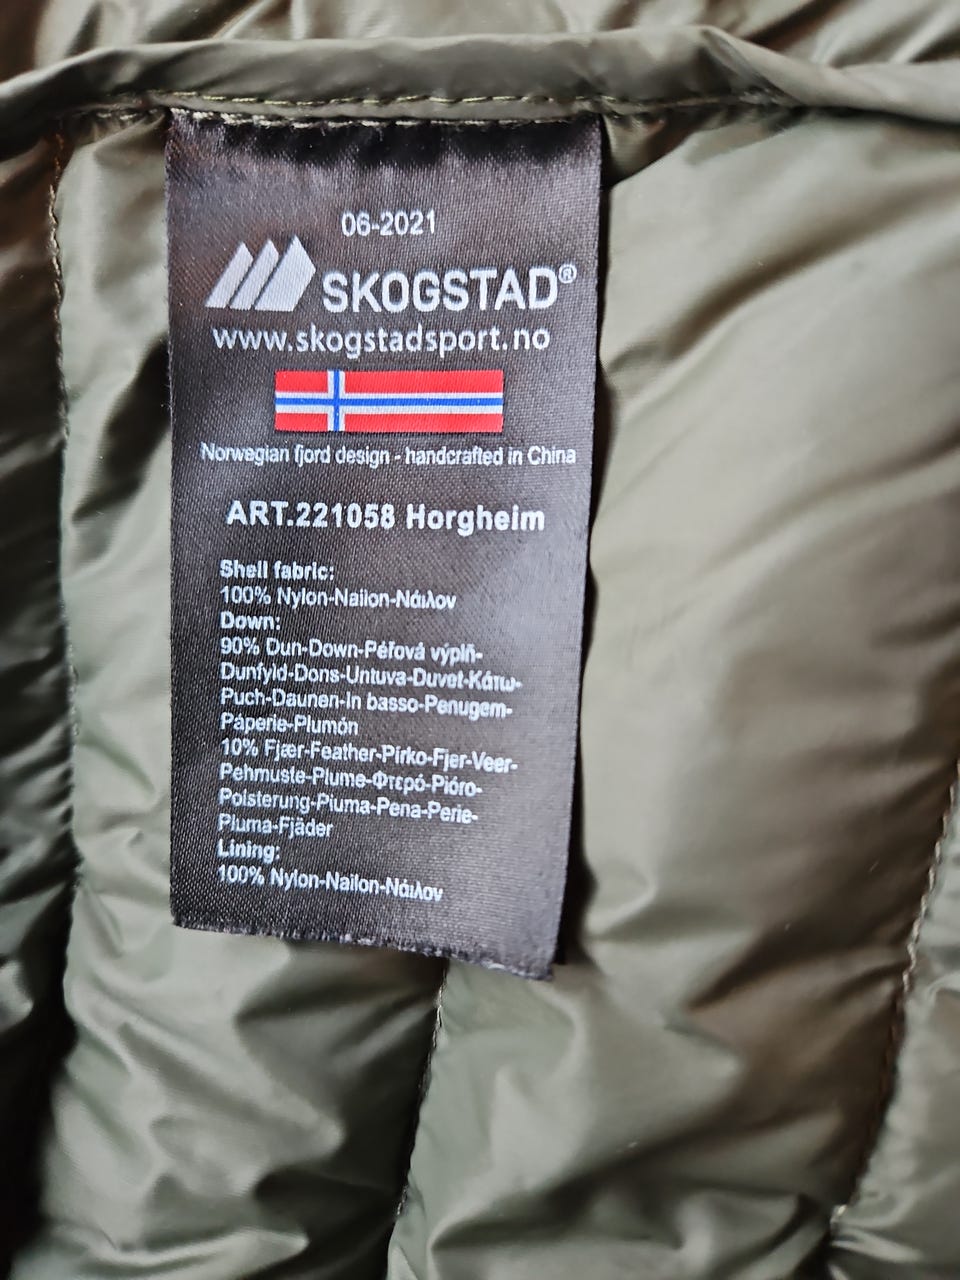 06-2021
SKOGSTAD®
www.skogstadsport.no
Norwegian fjord design - handcrafted in China
ART.221058 Horgheim
Shell fabric:
100% Nylon-Nailon-Νάιλον
Down:
90% Dun-Down-Péřová výplň-
Dunfyld-Dons-Untuva-Duvet-Κάτω-
Puch-Daunen-In basso-Penugem-
Páperie-Plumón
10% Fjær-Feather-Pírko-Fjer-Veer-
Pehmuste-Plume-Φτερό-Pióro-
Polsterung-Piuma-Pena-Perie-
Pluma-Fjäder
Lining:
100% Nylon-Nailon-Νάιλον